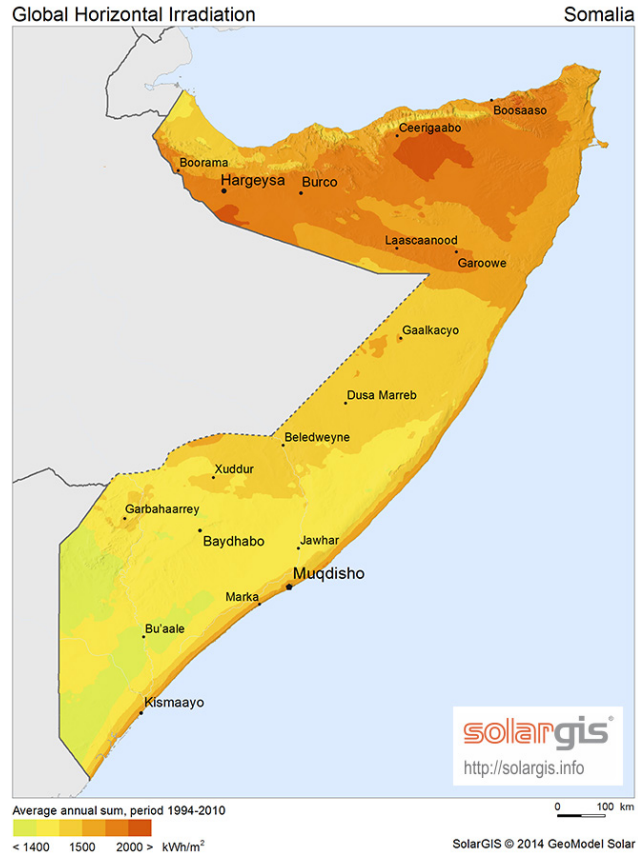 Global Horizontal Irradiation Somalia
Boosaaso
Ceerigaabo
Boorama
Hargeysa
Burco
Laascaanood
Garoowe
Gaalkacyo
Dusa Marreb
Beledweyne
Xuddur
Garbahaarrey
Baydhabo
Jawhar
Muqdisho
Marka
Bu'aale
Kismaayo
solargis®
http://solargis.info
Average annual sum, period 1994-2010
0 100 km
< 1400 1500 2000 > kWh/m²
SolarGIS © 2014 GeoModel Solar